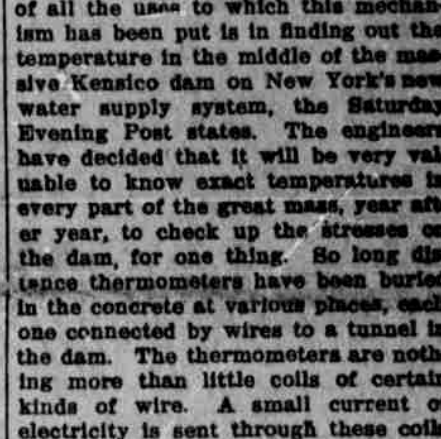 of all the uses to which this mechan
ism has been put is in finding out the
temperature in the middle of the mas
sive Kensico dam on New York's new
water supply system, the Saturday
Evening Post states. The engineers
have decided that it will be very val
uable to know exact temperatures in
every part of the great mass, year aft
er year, to check up the stresses on
the dam, for one thing. So long dis
tance thermometers have been buried
in the concrete at various places, each
one connected by wires to a tunnel in
the dam. The thermometers are noth
ing more than little coils of certain
kinds of wire. A small current of
electricity is sent through these coils